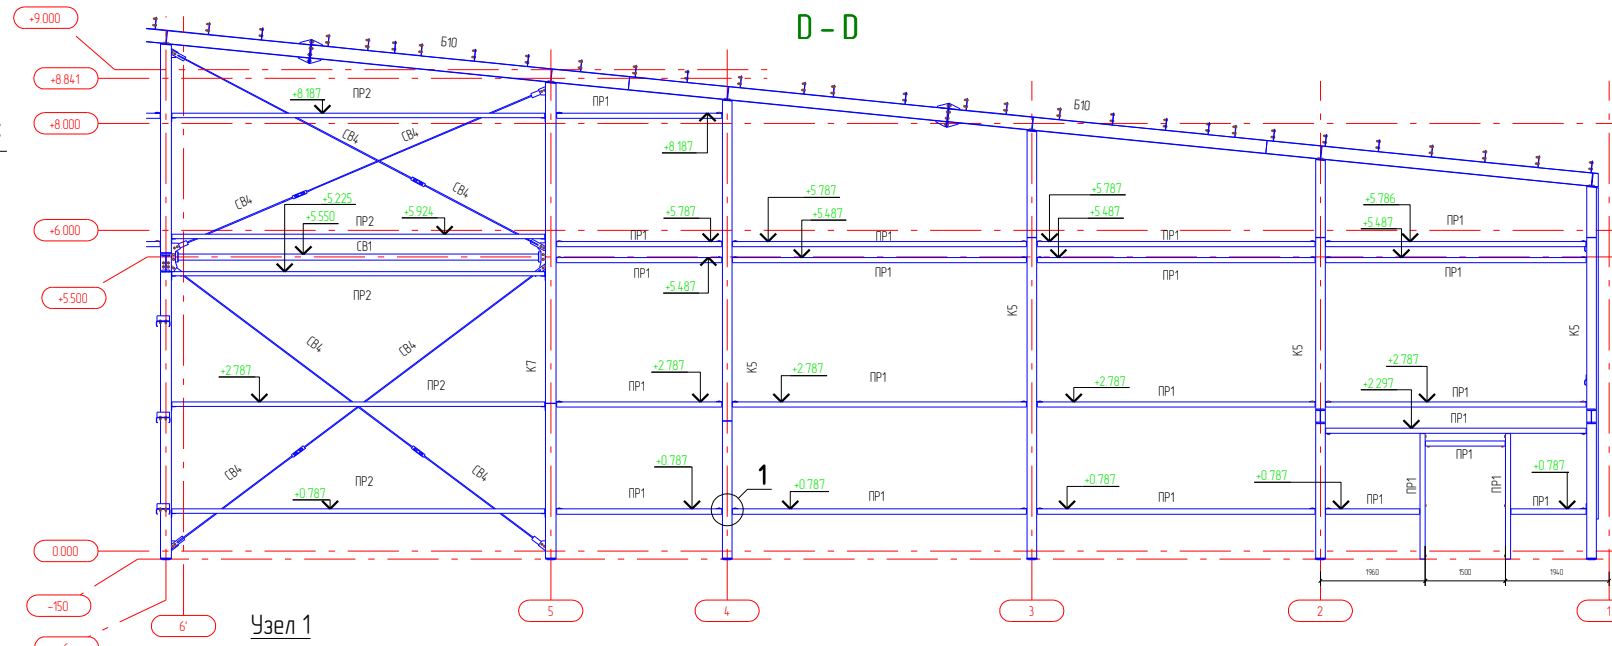 D - D
+9.000
Б10
+8.841
ПР2
+8.187
ПР1
Б10
+8.000
СВ4
СВ4
+8.187
СВ4
СВ4
+5.225
+5.550
ПР2
+5.924
+5.787
+5.787
+5.487
+5.787
+5.487
+5.786
+5.487
ПР1
+6.000
СВ1
ПР1
ПР1
ПР1
ПР1
ПР1
ПР1
ПР1
+5.487
+5.500
ПР2
К5
К5
К5
СВ4
СВ4
К7
К5
+2.787
ПР2
+2.787
ПР1
+2.787
ПР1
+2.787
ПР1
+2.787
+2.297
ПР1
ПР1
ПР1
СВ4
СВ4
ПР2
+0.787
+0.787
ПР1
1
+0.787
ПР1
+0.787
ПР1
+0.787
ПР1
ПР1
ПР1
+0.787
ПР1
0.000
1960
1500
1940
-150
6'
5
4
3
2
1
Узел 1